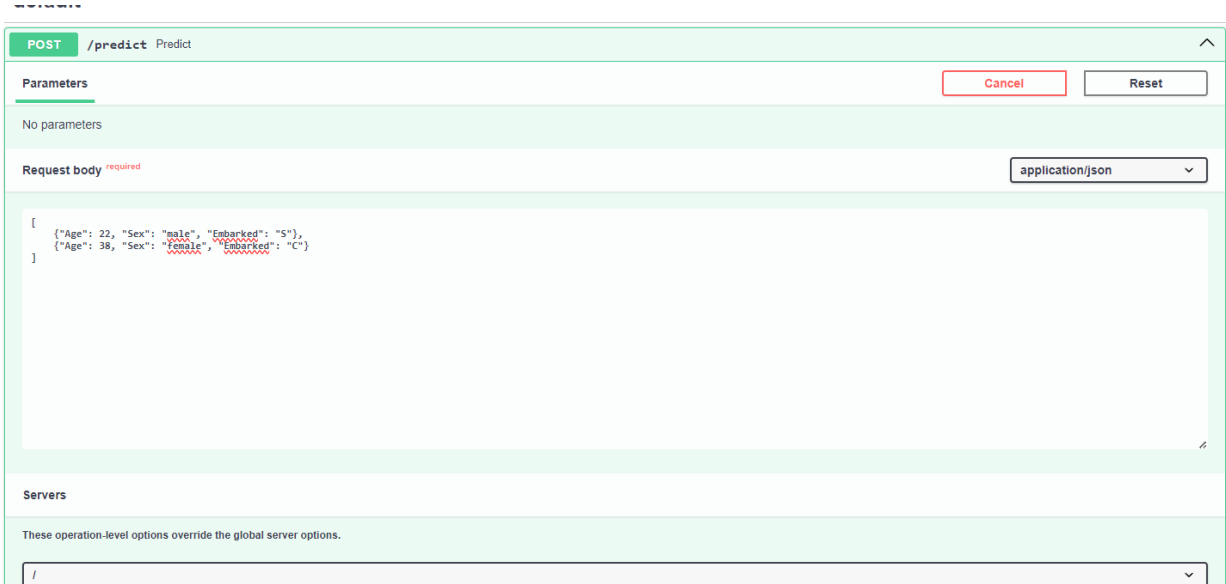 default
POST /predict Predict
Parameters Cancel Reset
No parameters
Request body required application/json
[
{"Age": 22, "Sex": "male", "Embarked": "S"},
{"Age": 38, "Sex": "female", "Embarked": "C"}
]
Servers
These operation-level options override the global server options.
/